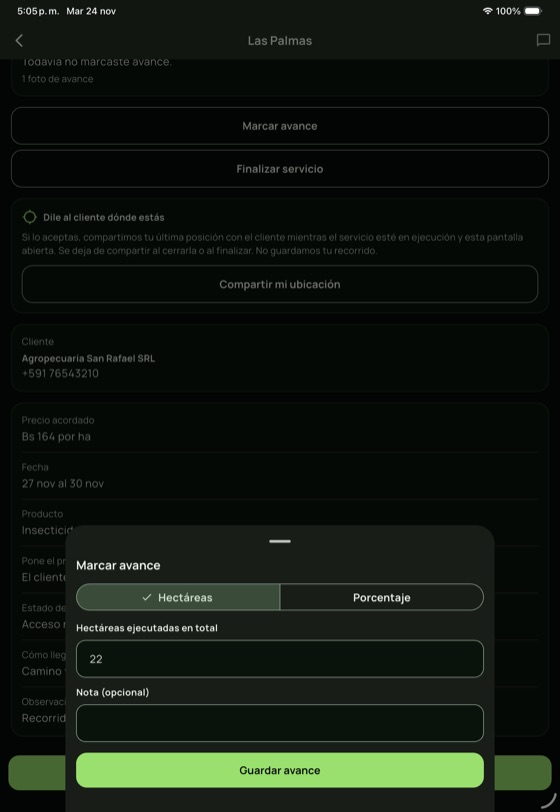 5:05 p. m.  Mar 24 nov
100%
Las Palmas
Todavía no marcaste avance.
1 foto de avance
Marcar avance
Finalizar servicio
Dile al cliente dónde estás
Si lo aceptas, compartimos tu última posición con el cliente mientras el servicio esté en ejecución y esta pantalla
abierta. Se deja de compartir al cerrarla o al finalizar. No guardamos tu recorrido.
Compartir mi ubicación
Cliente
Agropecuaria San Rafael SRL
+591 76543210
Precio acordado
Bs 164 por ha
Fecha
27 nov al 30 nov
Producto
Insecticid
Pone el pr
El cliente
Estado de
Acceso
Cómo lleg
Camino
Observac
Recorrid
Marcar avance
Hectáreas
Porcentaje
Hectáreas ejecutadas en total
22
Nota (opcional)
Guardar avance